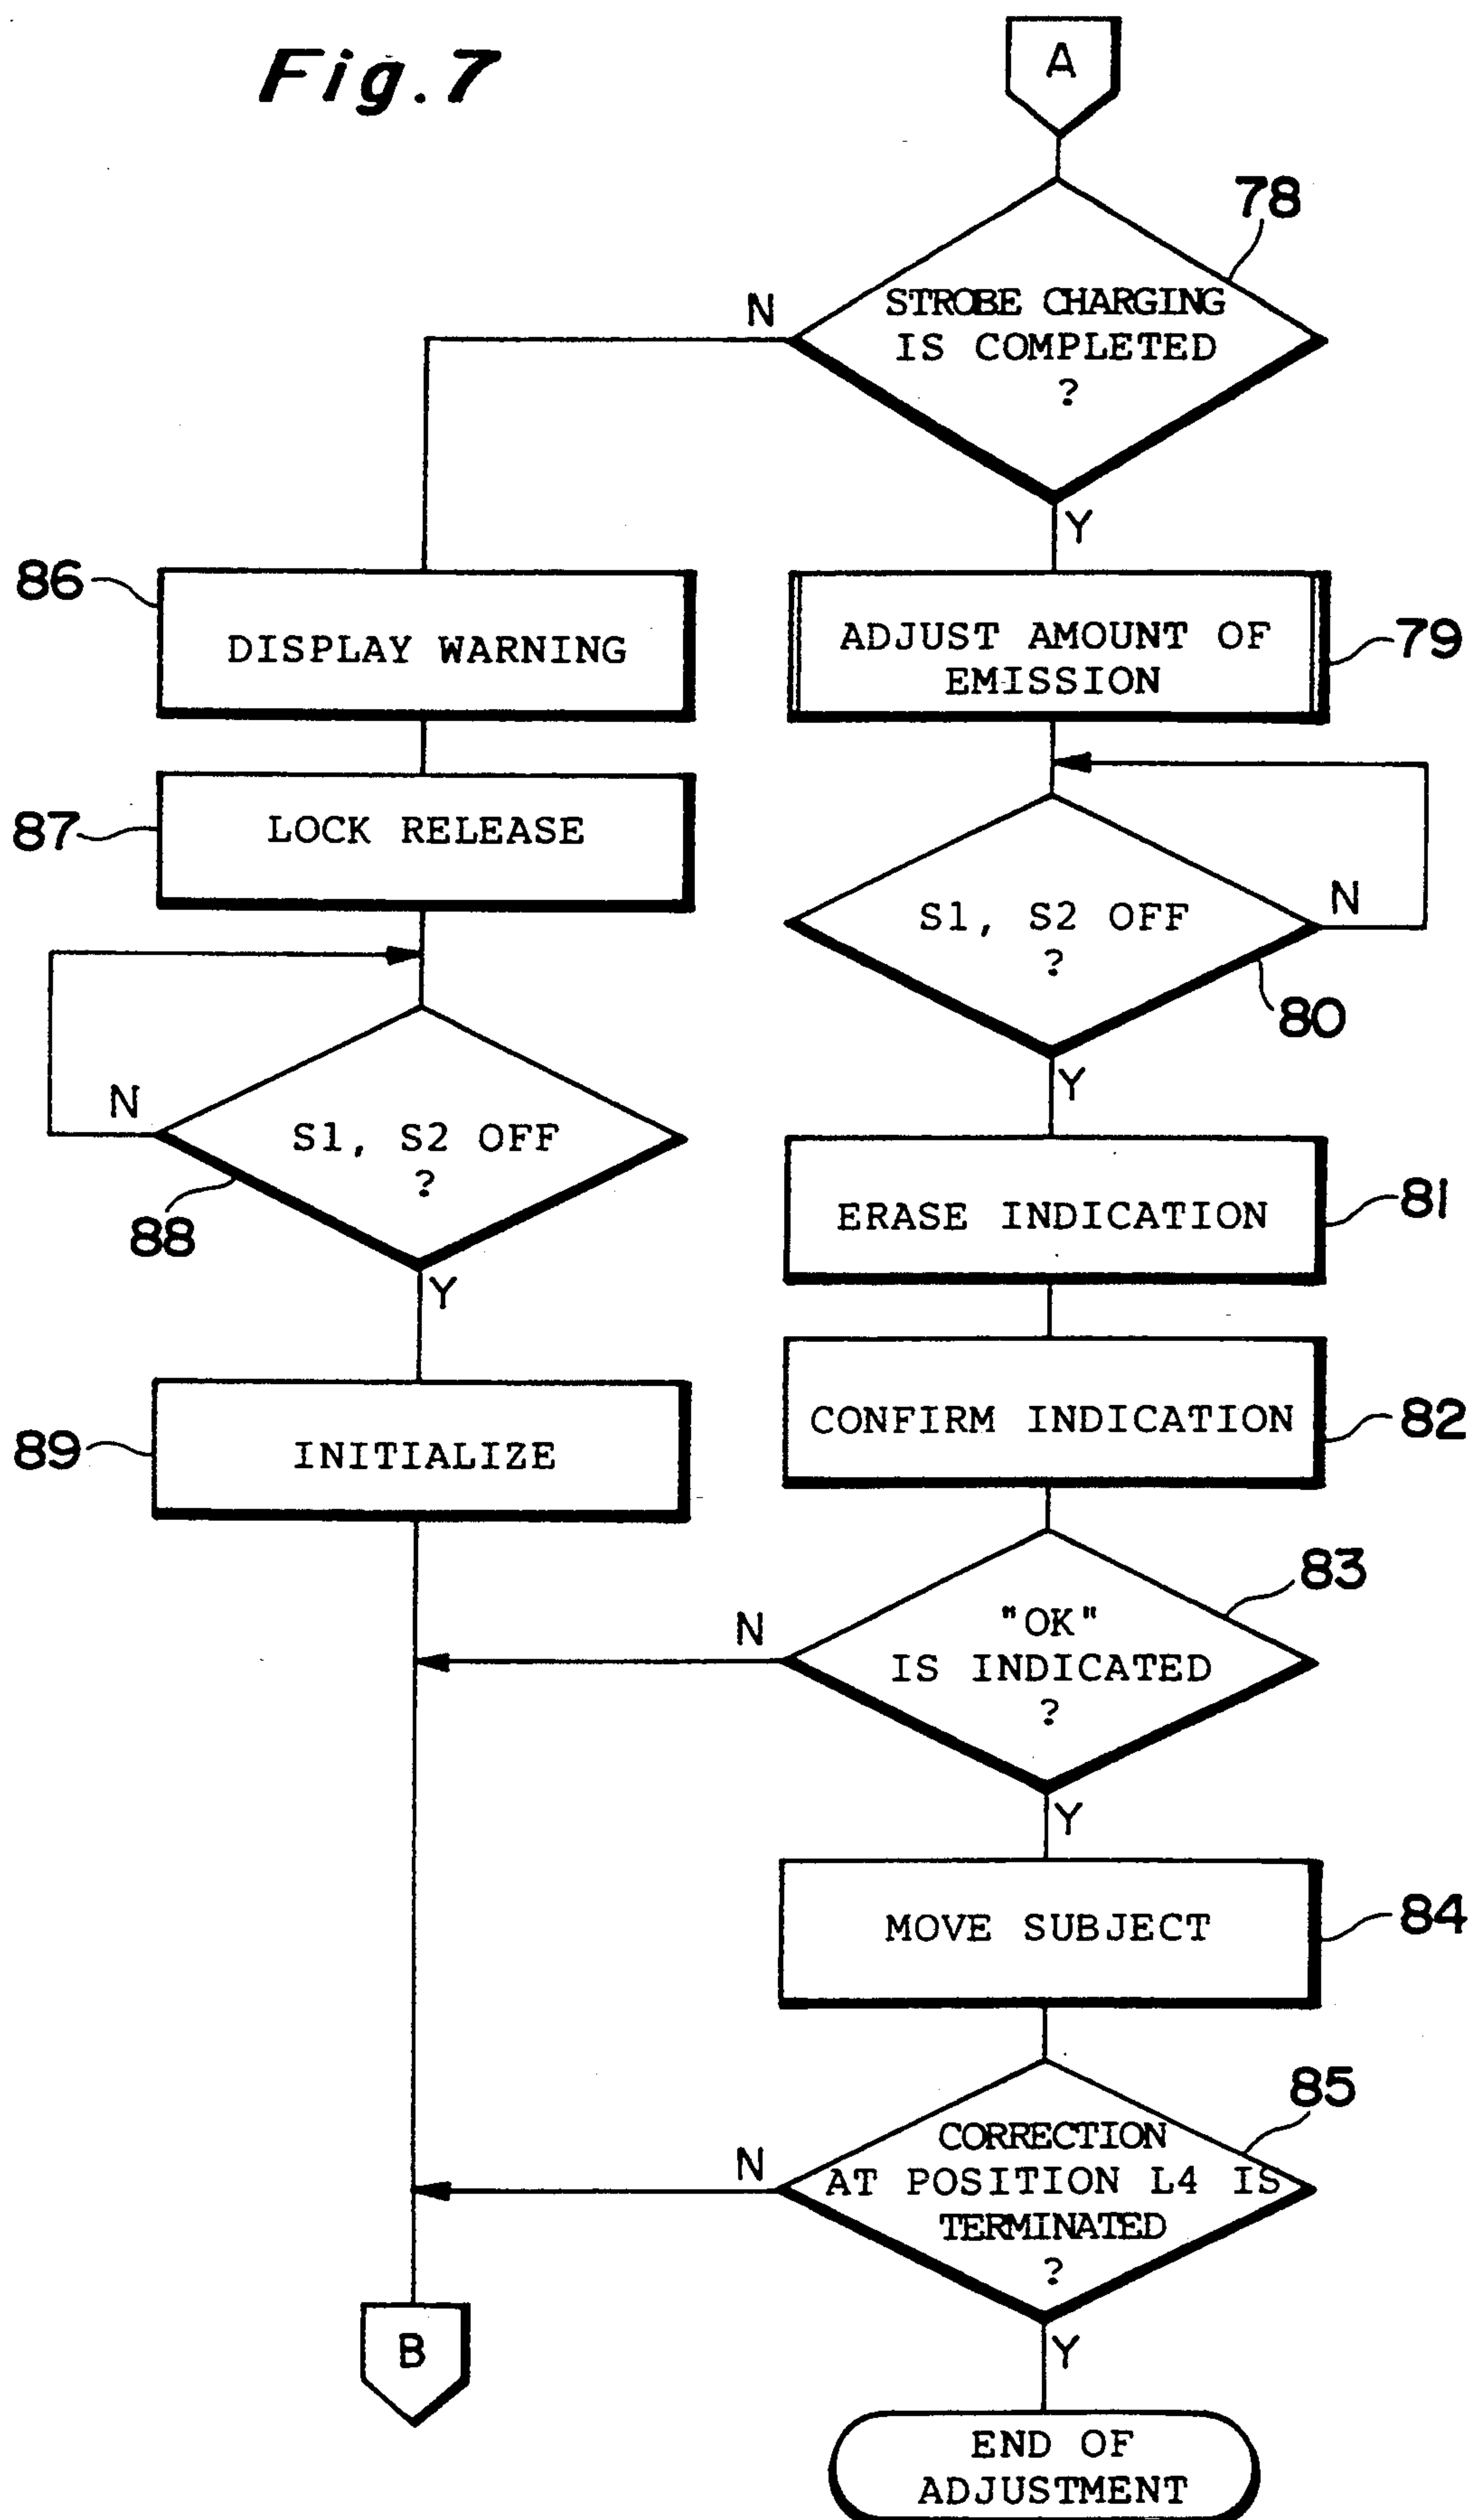 Fig.7
A
78
STROBE CHARGING
IS COMPLETED
?
N
Y
86
DISPLAY WARNING
ADJUST AMOUNT OF
EMISSION
79
87
LOCK RELEASE
S1, S2 OFF
?
N
80
Y
N
S1, S2 OFF
?
88
Y
ERASE INDICATION
81
CONFIRM INDICATION
82
89
INITIALIZE
83
"OK"
IS INDICATED
?
N
Y
MOVE SUBJECT
84
85
CORRECTION
AT POSITION L4 IS
TERMINATED
?
N
Y
B
END OF
ADJUSTMENT